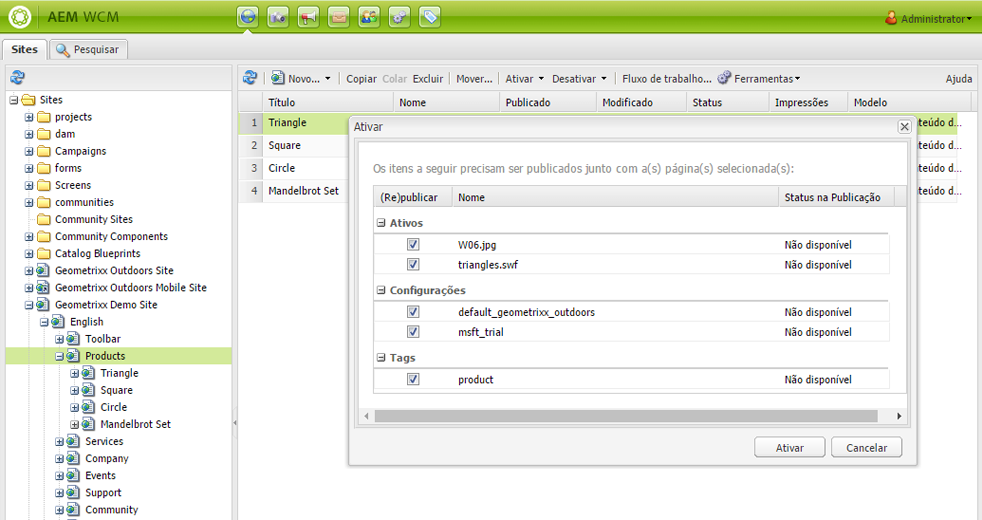 AEM WCM
Administrator
Sites
Pesquisar
Novo... Copiar Colar Excluir Mover... Ativar Desativar Fluxo de trabalho... Ferramentas Ajuda
Título Nome Publicado Modificado Status Impressões Modelo
1 Triangle teúdo d...
2 Square teúdo d...
3 Circle teúdo d...
4 Mandelbrot Set teúdo d...
Sites
projects
dam
Campaigns
forms
Screens
communities
Community Sites
Community Components
Catalog Blueprints
Geometrixx Outdoors Site
Geometrixx Outdoors Mobile Site
Geometrixx Demo Site
English
Toolbar
Products
Triangle
Square
Circle
Mandelbrot Set
Services
Company
Events
Support
Community
Ativar
Os itens a seguir precisam ser publicados junto com a(s) página(s) selecionada(s):
(Re)publicar Nome Status na Publicação
Ativos
W06.jpg Não disponível
triangles.swf Não disponível
Configurações
default_geometrixx_outdoors Não disponível
msft_trial Não disponível
Tags
product Não disponível
Ativar Cancelar